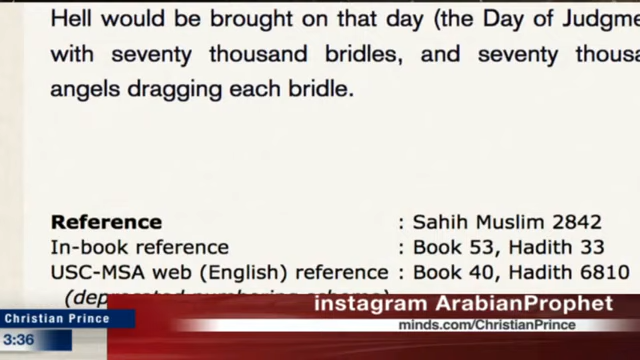 Hell would be brought on that day (the Day of
with seventy thousand bridles, and seventy
angels dragging each bridle.
Reference : Sahih Muslim 2842
In-book reference : Book 53, Hadith 33
USC-MSA web (English) reference : Book 40, Hadith 6810
instagram ArabianProphet
Christian Prince
minds.com/ChristianPrince
3:36